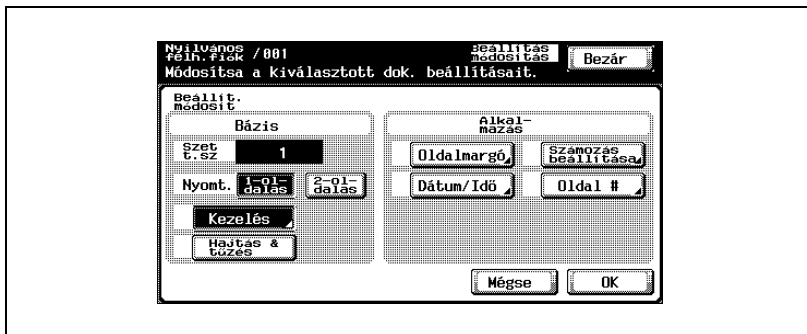 Nyilvános
félh.fiók /001
Beállítás
módosítás
Bezár
Módosítsa a Kiválasztott dok. beállításait.
Beállít.
módosít
Bázis
Alkal-
mazás
Szet
t.sz
1
Oldalmargó
Számozás
beállítása
Nyomt.
1-ol-
dalas
2-ol-
dalas
Dátum/Idő
Oldal #
Kezelés
Hajtás &
tűzés
Mégse
OK